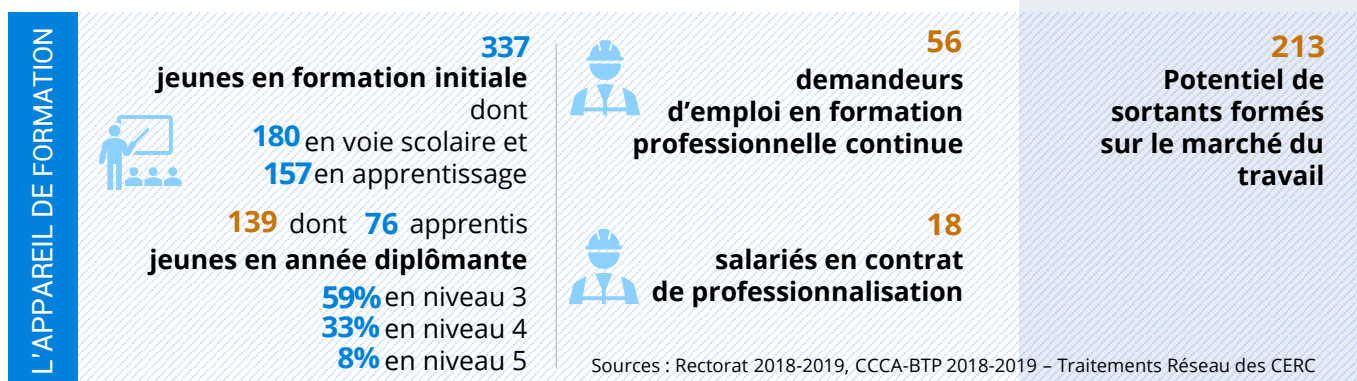 L'APPAREIL DE FORMATION
337
jeunes en formation initiale
dont
180 en voie scolaire et
157 en apprentissage
139 dont 76 apprentis
jeunes en année diplômante
59% en niveau 3
33% en niveau 4
8% en niveau 5
56
demandeurs
d’emploi en formation
professionnelle continue
18
salariés en contrat
de professionnalisation
213
Potentiel de
sortants formés
sur le marché du
travail
Sources : Rectorat 2018-2019, CCCA-BTP 2018-2019 – Traitements Réseau des CERC